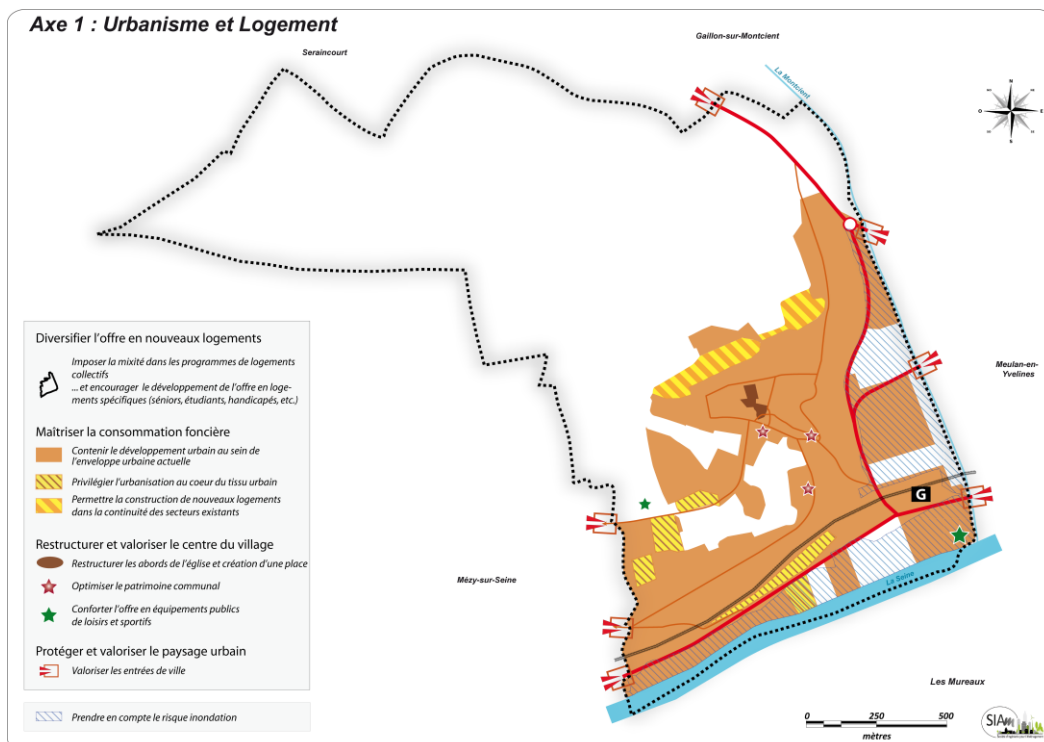 Axe 1 : Urbanisme et Logement
Seraincourt
Gaillon-sur-Montcient
La Montcient
N
O
E
S
Meulan-en-
Yvelines
Diversifier l'offre en nouveaux logements
Imposer la mixité dans les programmes de logements
collectifs
... et encourager le développement de l'offre en loge-
ments spécifiques (séniors, étudiants, handicapés, etc.)
Maîtriser la consommation foncière
Contenir le développement urbain au sein de
l'enveloppe urbaine actuelle
Privilégier l'urbanisation au coeur du tissu urbain
Permettre la construction de nouveaux logements
dans la continuité des secteurs existants
Restructurer et valoriser le centre du village
Restructurer les abords de l'église et création d'une place
Optimiser le patrimoine communal
Conforter l'offre en équipements publics
de loisirs et sportifs
Protéger et valoriser le paysage urbain
Valoriser les entrées de ville
Prendre en compte le risque inondation
G
Mézy-sur-Seine
La Seine
Les Mureaux
0 250 500
mètres
SIAm